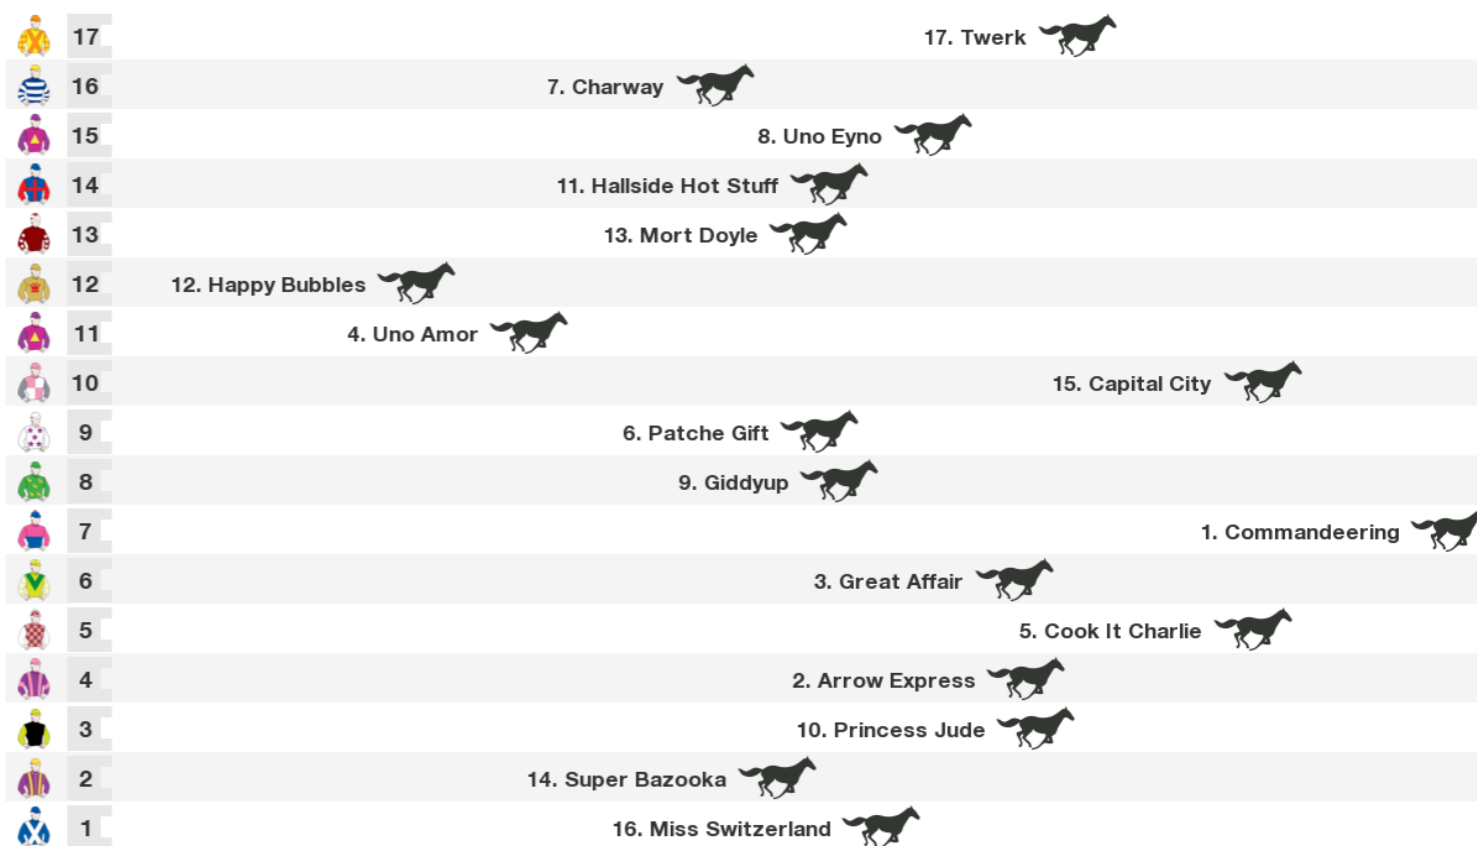 17 17. Twerk
16 7. Charway
15 8. Uno Eyno
14 11. Hallside Hot Stuff
13 13. Mort Doyle
12 12. Happy Bubbles
11 4. Uno Amor
10 15. Capital City
9 6. Patche Gift
8 9. Giddyup
7 1. Commandeering
6 3. Great Affair
5 5. Cook It Charlie
4 2. Arrow Express
3 10. Princess Jude
2 14. Super Bazooka
1 16. Miss Switzerland